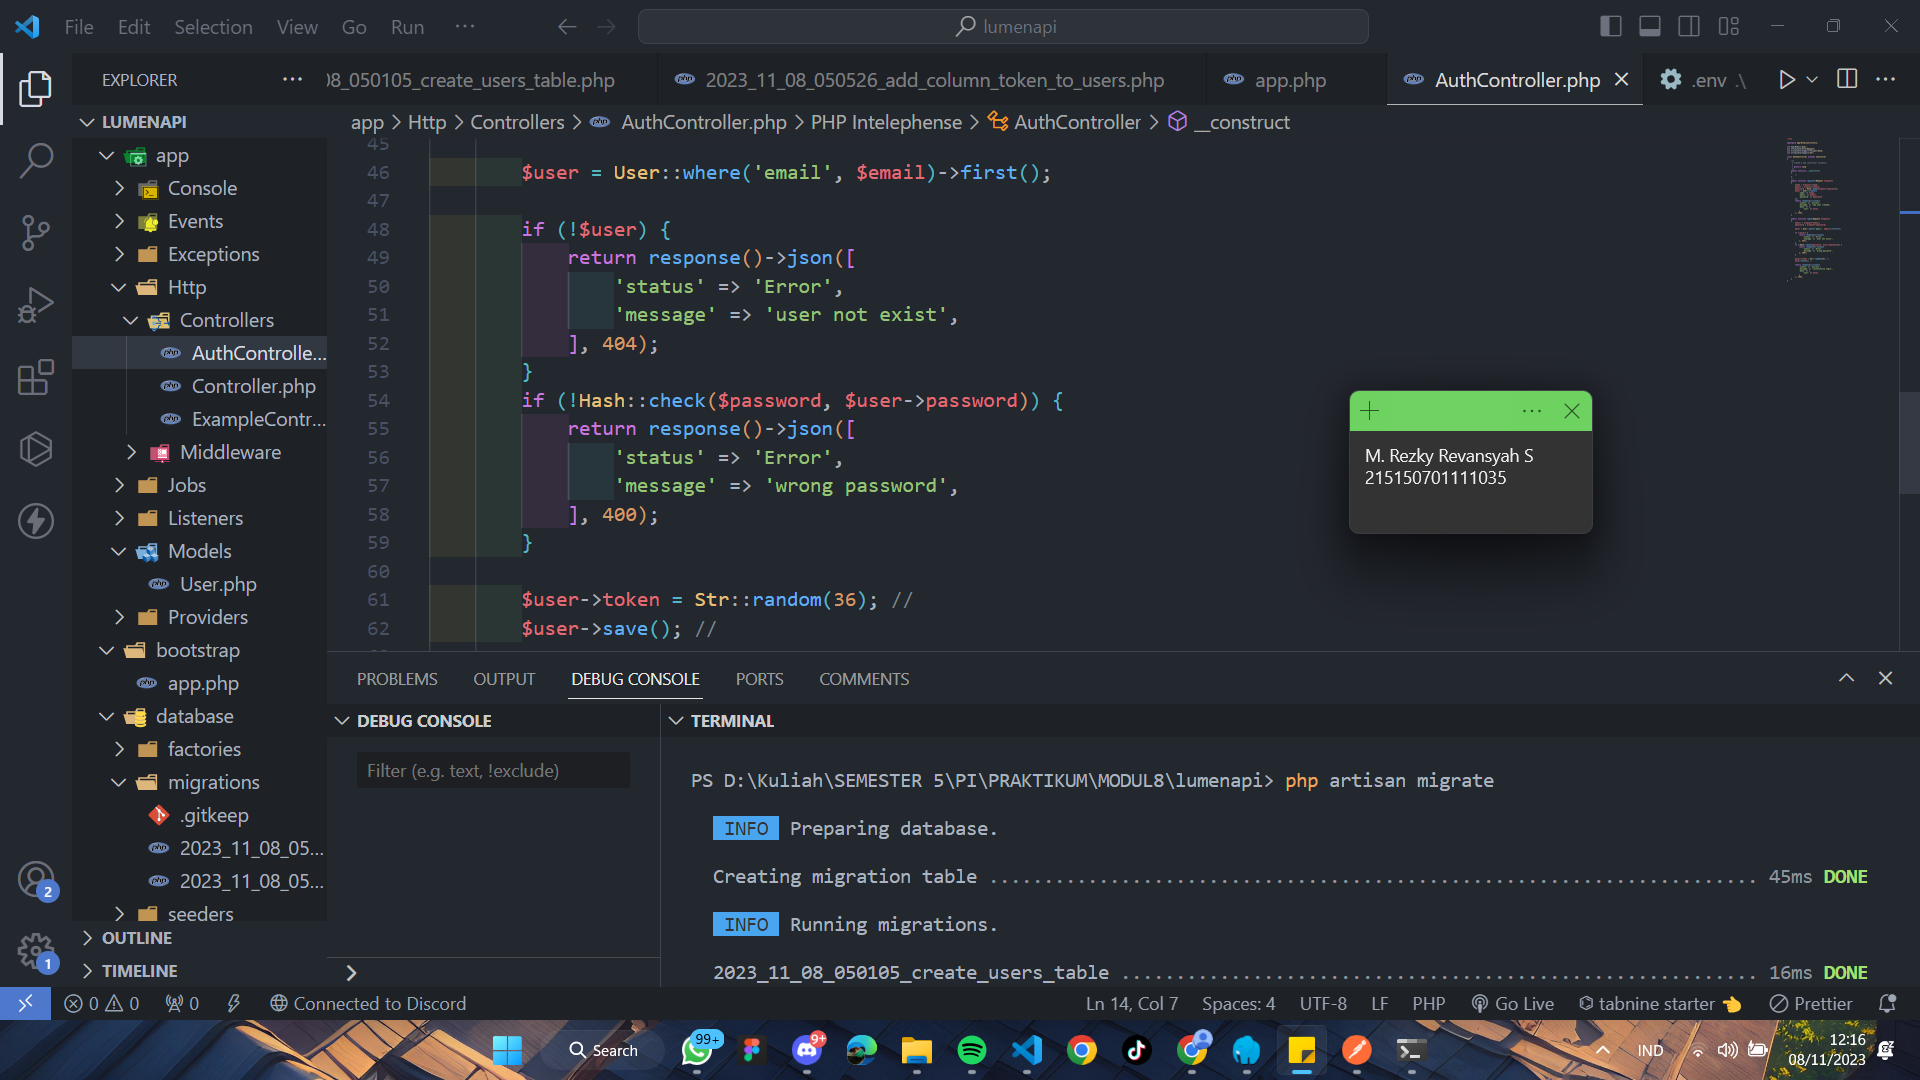 File Edit Selection View Go Run ··· lumenapi
EXPLORER ···
)8_050105_create_users_table.php 2023_11_08_050526_add_column_token_to_users.php app.php AuthController.php .env .\
LUMENAPI
app
Console
Events
Exceptions
Http
Controllers
AuthControlle...
Controller.php
ExampleContr...
Middleware
Jobs
Listeners
Models
User.php
Providers
bootstrap
app.php
database
factories
migrations
.gitkeep
2023_11_08_05...
2023_11_08_05...
seeders
OUTLINE
TIMELINE
app > Http > Controllers > AuthController.php > PHP Intelephense > AuthController > __construct
45
46 $user = User::where('email', $email)->first();
47
48 if (!$user) {
49 return response()->json([
50 'status' => 'Error',
51 'message' => 'user not exist',
52 ], 404);
53 }
54 if (!Hash::check($password, $user->password)) {
55 return response()->json([
56 'status' => 'Error',
57 'message' => 'wrong password',
58 ], 400);
59 }
60
61 $user->token = Str::random(36); //
62 $user->save(); //
M. Rezky Revansyah S
215150701111035
PROBLEMS OUTPUT DEBUG CONSOLE PORTS COMMENTS
DEBUG CONSOLE
Filter (e.g. text, !exclude)
TERMINAL
PS D:\Kuliah\SEMESTER 5\PI\PRAKTIKUM\MODUL8\lumenapi> php artisan migrate
INFO Preparing database.
Creating migration table ...................................................................... 45ms DONE
INFO Running migrations.
2023_11_08_050105_create_users_table .......................................................... 16ms DONE
2
1
0 0 0 Connected to Discord Ln 14, Col 7 Spaces: 4 UTF-8 LF PHP Go Live tabnine starter Prettier
Search 99+ 9+ IND 12:16
08/11/2023